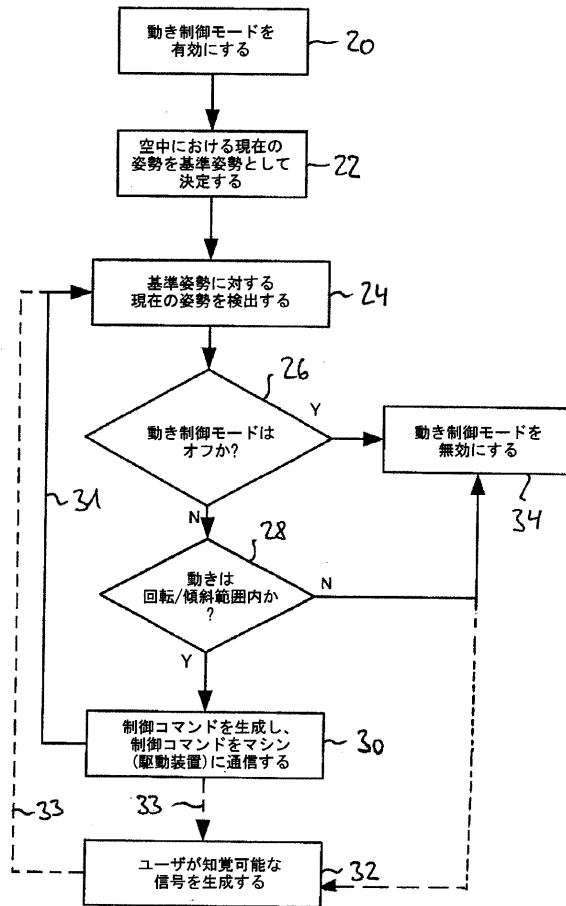 動き制御モードを
有効にする
20
空中における現在の
姿勢を基準姿勢として
決定する
22
基準姿勢に対する
現在の姿勢を検出する
24
26
動き制御モードは
オフか?
Y
動き制御モードを
無効にする
34
31
N
28
動きは
回転/傾斜範囲内か
?
N
Y
制御コマンドを生成し、
制御コマンドをマシン
(駆動装置)に通信する
30
33
33
ユーザが知覚可能な
信号を生成する
32